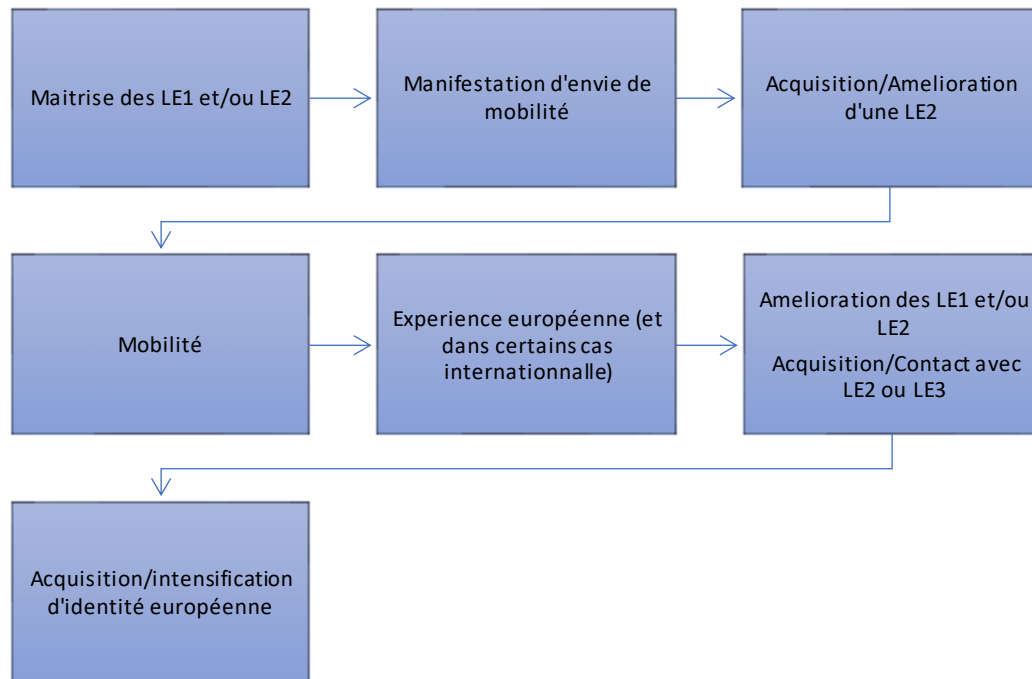 Maitrise des LE1 et/ou LE2
Manifestation d'envie de
mobilité
Acquisition/Amelioration
d'une LE2
Mobilité
Experience européenne (et
dans certains cas
internationnalle)
Amelioration des LE1 et/ou
LE2
Acquisition/Contact avec
LE2 ou LE3
Acquisition/intensification
d'identité européenne